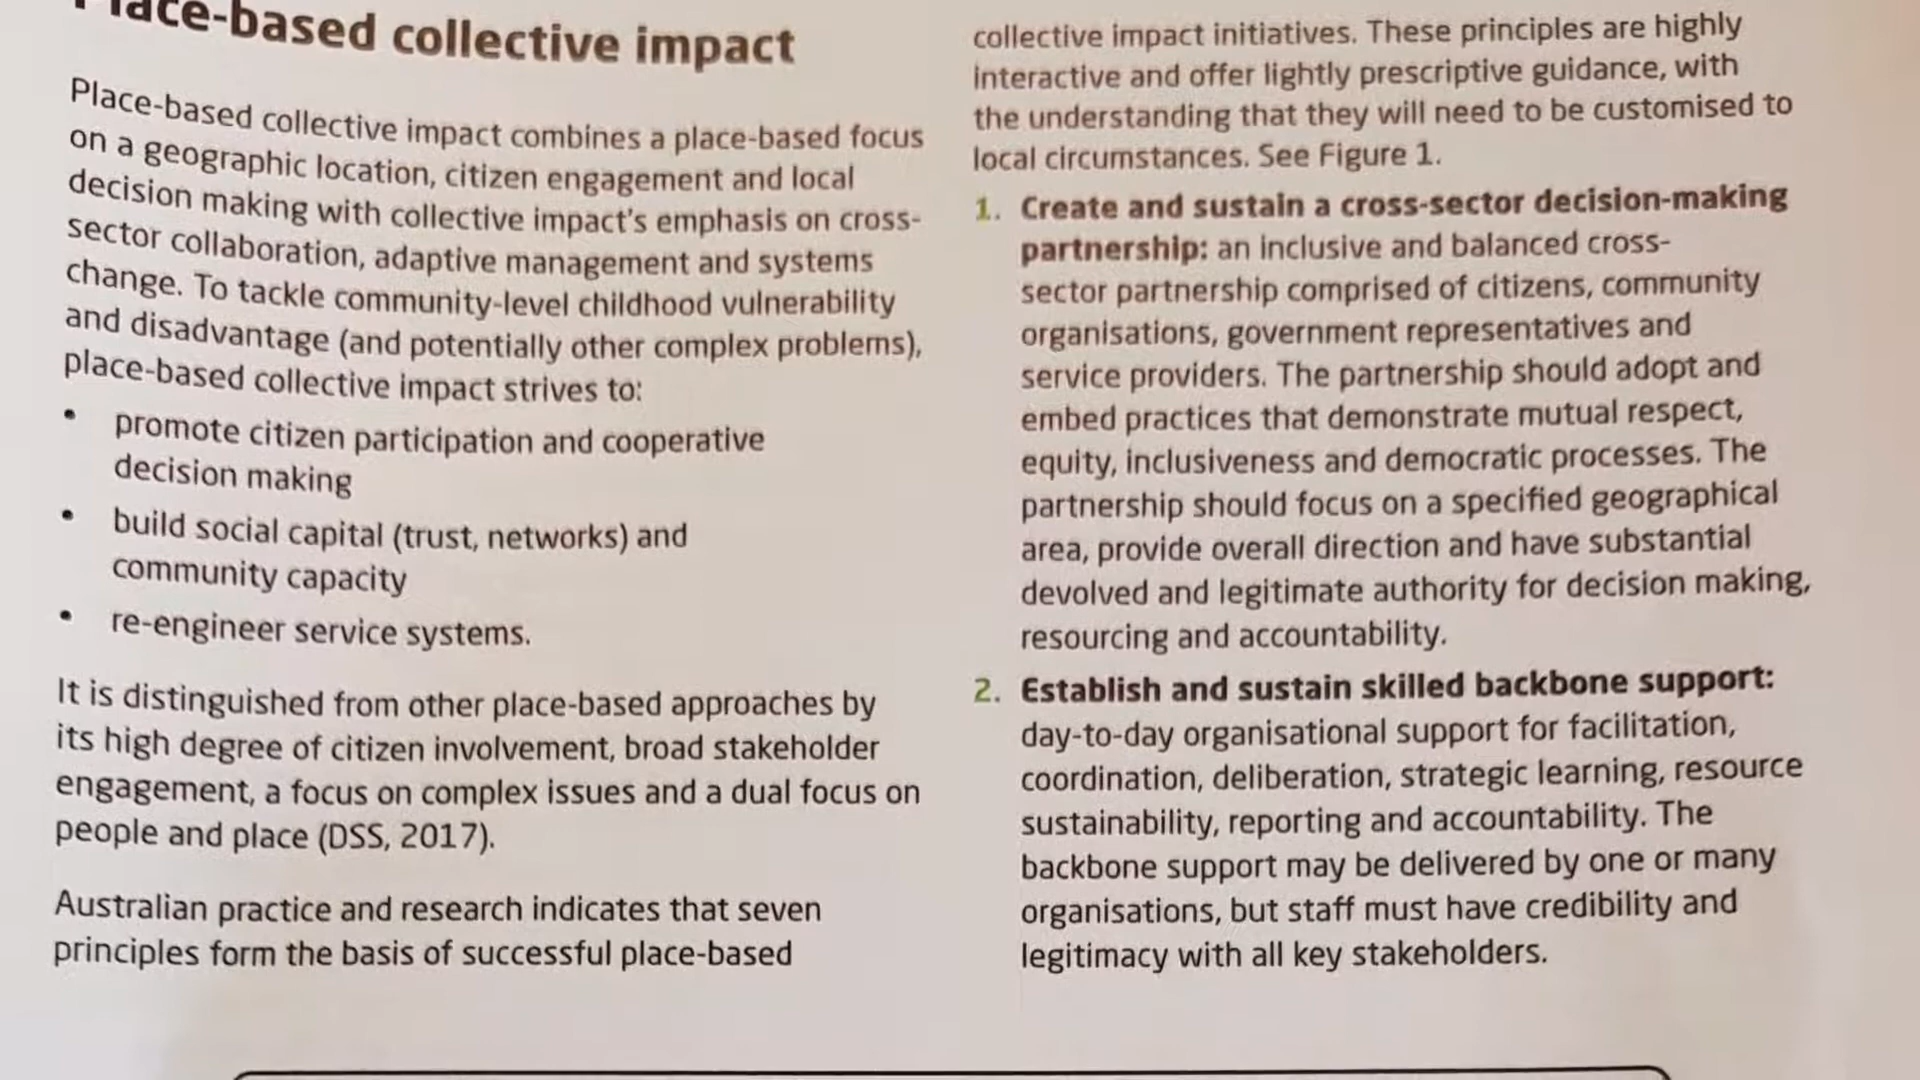 Place-based collective impact
Place-based collective impact combines a place-based focus
on a geographic location, citizen engagement and local
decision making with collective impact's emphasis on cross-
sector collaboration, adaptive management and systems
change. To tackle community-level childhood vulnerability
and disadvantage (and potentially other complex problems),
place-based collective impact strives to:
• promote citizen participation and cooperative
decision making
• build social capital (trust, networks) and
community capacity
• re-engineer service systems.
It is distinguished from other place-based approaches by
its high degree of citizen involvement, broad stakeholder
engagement, a focus on complex issues and a dual focus on
people and place (DSS, 2017).
Australian practice and research indicates that seven
principles form the basis of successful place-based
collective impact initiatives. These principles are highly
interactive and offer lightly prescriptive guidance, with
the understanding that they will need to be customised to
local circumstances. See Figure 1.
1. Create and sustain a cross-sector decision-making
partnership: an inclusive and balanced cross-
sector partnership comprised of citizens, community
organisations, government representatives and
service providers. The partnership should adopt and
embed practices that demonstrate mutual respect,
equity, inclusiveness and democratic processes. The
partnership should focus on a specified geographical
area, provide overall direction and have substantial
devolved and legitimate authority for decision making,
resourcing and accountability.
2. Establish and sustain skilled backbone support:
day-to-day organisational support for facilitation,
coordination, deliberation, strategic learning, resource
sustainability, reporting and accountability. The
backbone support may be delivered by one or many
organisations, but staff must have credibility and
legitimacy with all key stakeholders.